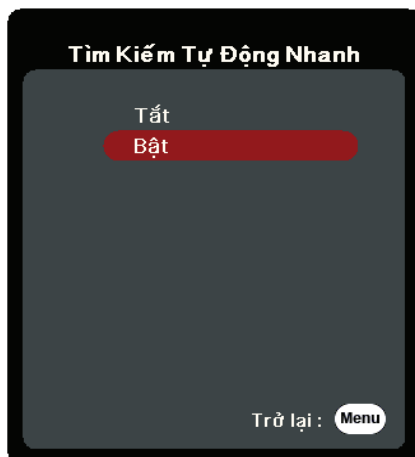 Tìm Kiếm Tự Động Nhanh
Tắt
Bật
Trở lại : Menu